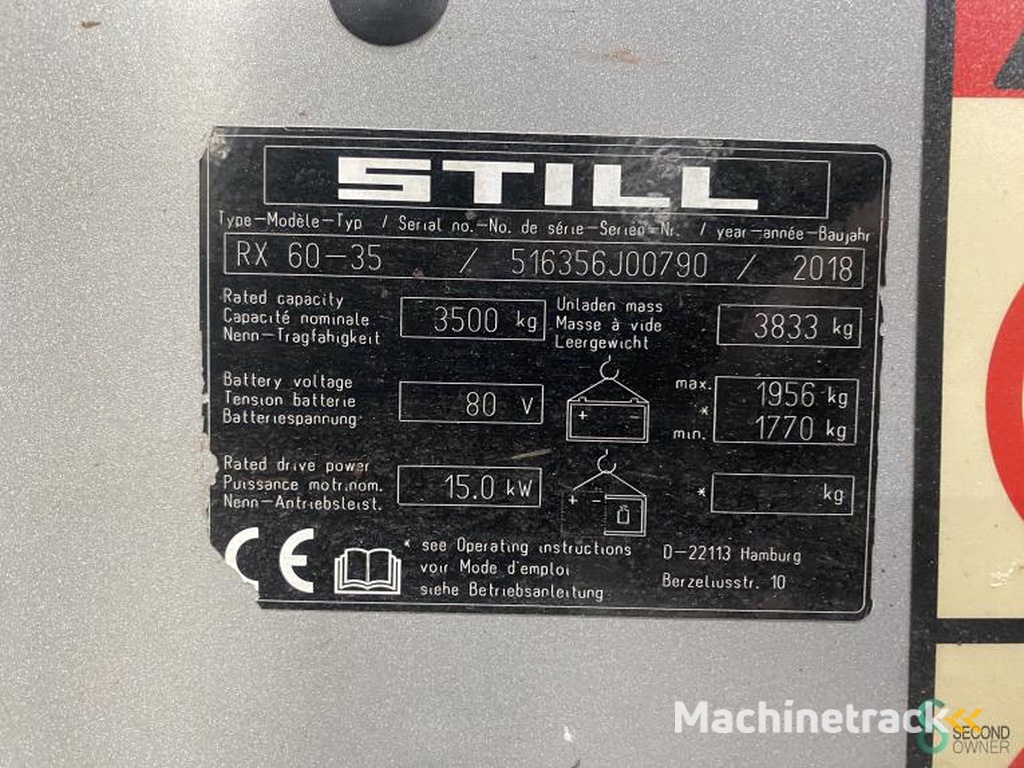 STILL
Type-Modèle-Typ / Serial no.-No. de série-Serien-Nr. / year-année-Baujahr
RX 60-35 / 516356J00790 / 2018
Rated capacity
Capacité nominale
Nenn-Tragfähigkeit
3500 kg
Unladen mass
Masse à vide
Leergewicht
3833 kg
Battery voltage
Tension batterie
Batteriespannung
80 V
+ -
max. 1956 kg
*
min. 1770 kg
Rated drive power
Puissance motr.nom.
Nenn-Antriebsleist.
15.0 kW
+ -
* kg
CE
* see Operating instructions
voir Mode d'emploi
siehe Betriebsanleitung
D-22113 Hamburg
Berzeliusstr. 10
Machinetrack
SECOND
OWNER